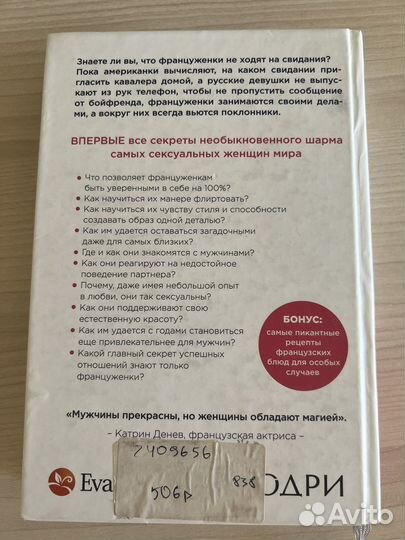 Знаете ли вы, что француженки не ходят на свидания?
Пока американки вычисляют, на каком свидании при-
гласить кавалера домой, а русские девушки не выпус-
кают из рук телефон, чтобы не пропустить сообщение
от бойфренда, француженки занимаются своими дела-
ми, а вокруг них всегда вьются поклонники.
ВПЕРВЫЕ все секреты необыкновенного шарма
самых сексуальных женщин мира
• Что позволяет француженкам
быть уверенными в себе на 100%?
• Как научиться их манере флиртовать?
• Как научиться их чувству стиля и способности
создавать образ одной деталью?
• Как им удается оставаться загадочными
даже для самых близких?
• Где и как они знакомятся с мужчинами?
• Как они реагируют на недостойное
поведение партнера?
• Почему, даже имея небольшой опыт
в любви, они так сексуальны?
• Как они поддерживают свою
естественную красоту?
• Как им удается с годами становиться
еще привлекательнее для мужчин?
• Какой главный секрет успешных
отношений знают только
француженки?
БОНУС:
самые пикантные
рецепты
французских
блюд для особых
случаев
«Мужчины прекрасны, но женщины обладают магией».
– Катрин Денев, французская актриса –
Eva
ОДРИ
7409656
506р
838
Avito